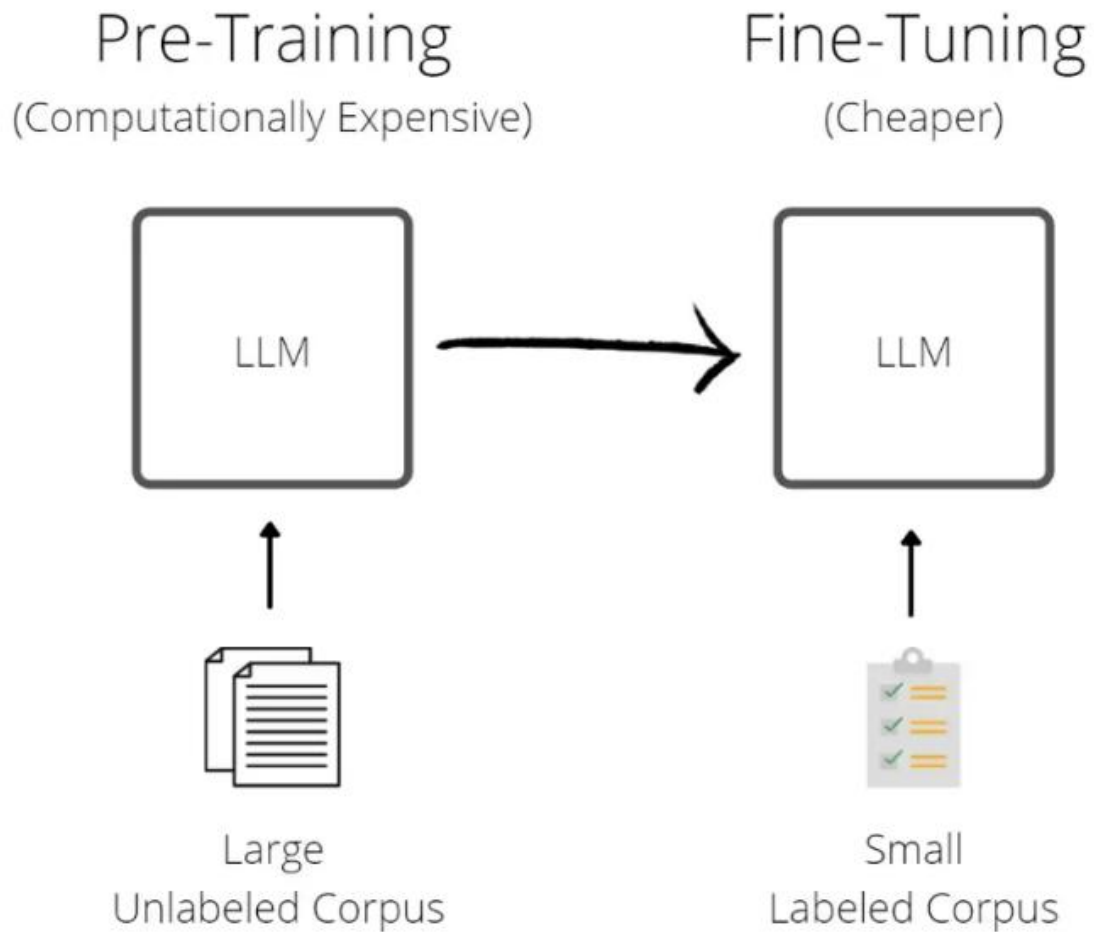 Pre-Training
(Computationally Expensive)
LLM
Large
Unlabeled Corpus
Fine-Tuning
(Cheaper)
LLM
Small
Labeled Corpus